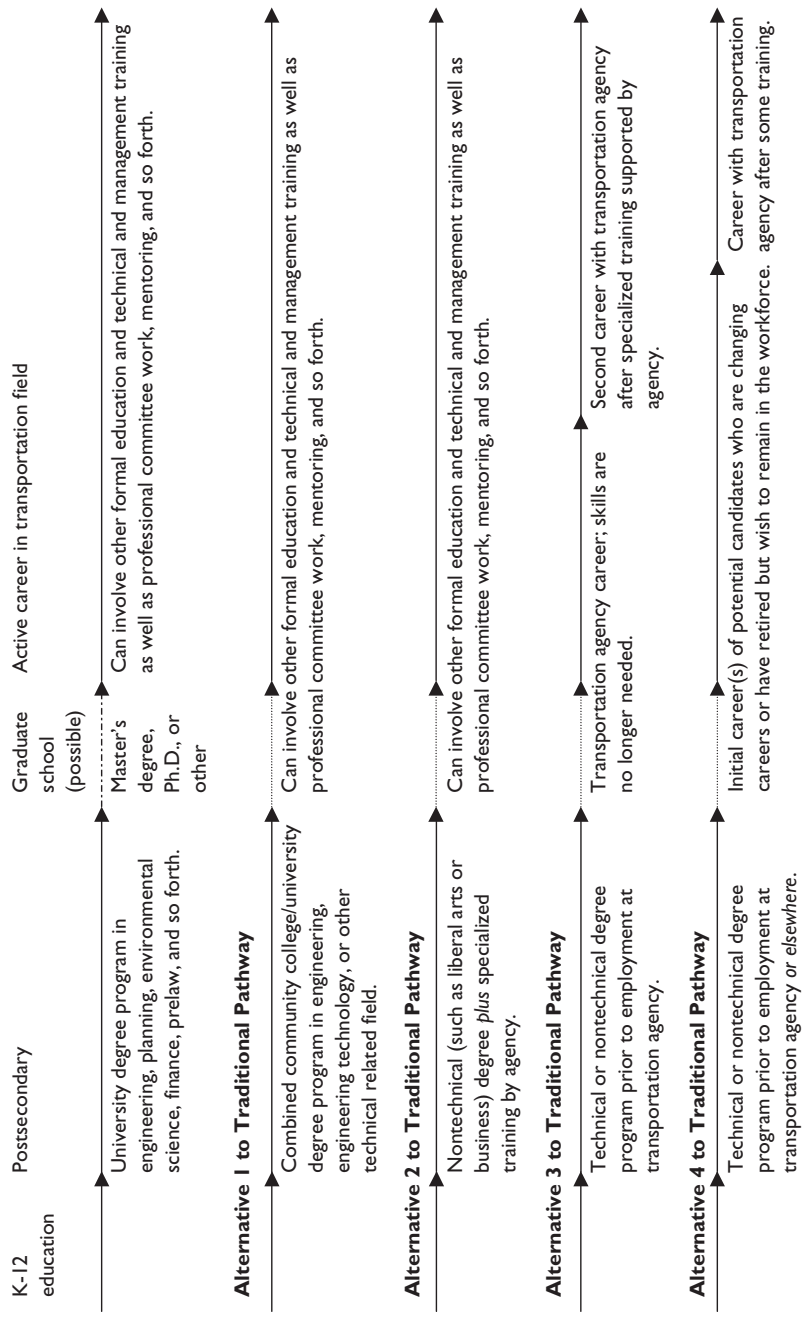 K-12
education
Postsecondary
Graduate
school
(possible)
Active career in transportation field
University degree program in
engineering, planning, environmental
science, finance, prelaw, and so forth.
Master's
degree,
Ph.D., or
other
Can involve other formal education and technical and management training
as well as professional committee work, mentoring, and so forth.
Alternative 1 to Traditional Pathway
Combined community college/university
degree program in engineering,
engineering technology, or other
technical related field.
Can involve other formal education and technical and management training as well as
professional committee work, mentoring, and so forth.
Alternative 2 to Traditional Pathway
Nontechnical (such as liberal arts or
business) degree plus specialized
training by agency.
Can involve other formal education and technical and management training as well as
professional committee work, mentoring, and so forth.
Alternative 3 to Traditional Pathway
Technical or nontechnical degree
program prior to employment at
transportation agency.
Transportation agency career; skills are
no longer needed.
Second career with transportation agency
after specialized training supported by
agency.
Alternative 4 to Traditional Pathway
Technical or nontechnical degree
program prior to employment at
transportation agency or elsewhere.
Initial career(s) of potential candidates who are changing
careers or have retired but wish to remain in the workforce.
Career with transportation
agency after some training.